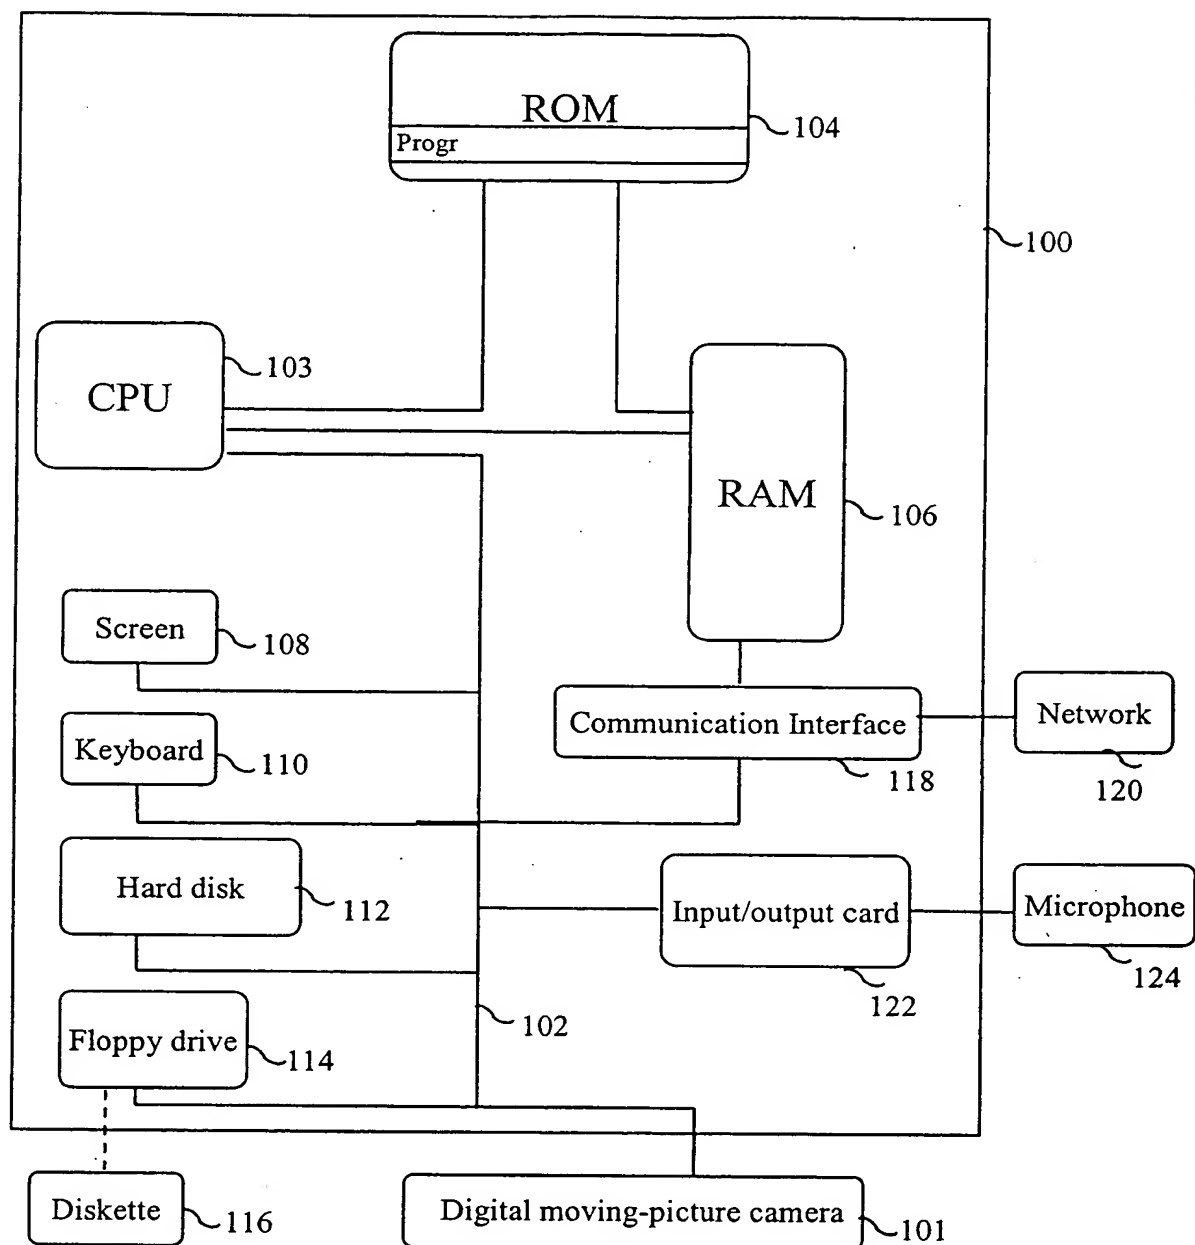 ROM
104
Progr
100
103
CPU
RAM
106
Screen
108
Communication Interface
Network
Keyboard
110
118
120
Hard disk
112
Input/output card
Microphone
124
122
102
Floppy drive
114
Diskette
116
Digital moving-picture camera
101